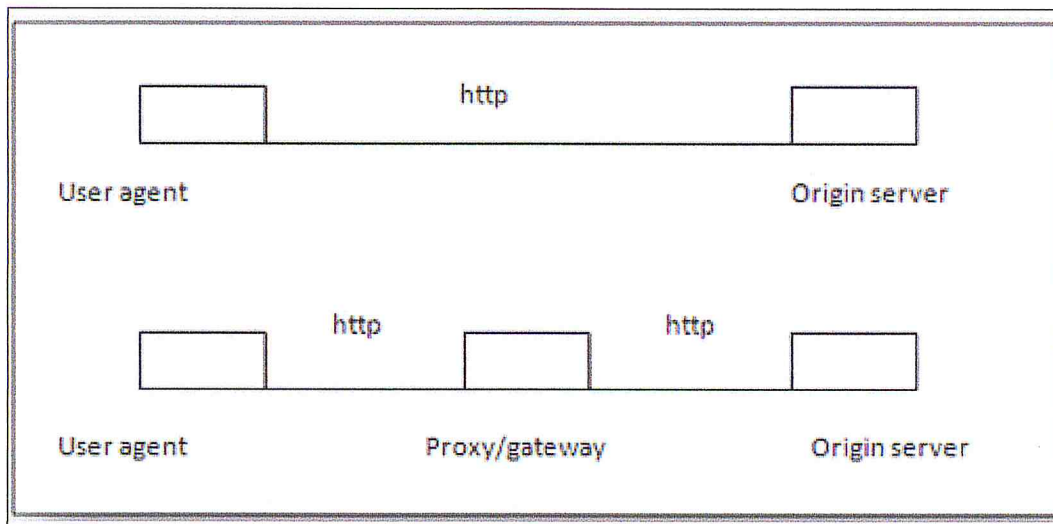 http
User agent Origin server
http http
User agent Proxy/gateway Origin server